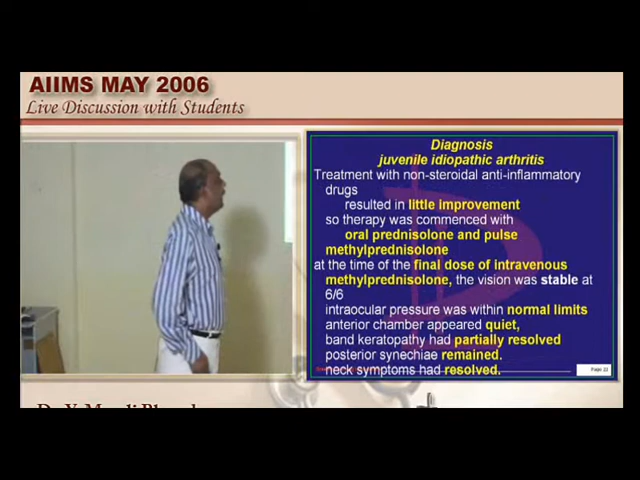 AIIMS MAY 2006
Live Discussion with Students
Diagnosis
juvenile idiopathic arthritis
Treatment with non-steroidal anti-inflammatory
drugs
resulted in little improvement
so therapy was commenced with
oral prednisolone and pulse
methylprednisolone
at the time of the final dose of intravenous
methylprednisolone, the vision was stable at
6/6
intraocular pressure was within normal limits
anterior chamber appeared quiet,
band keratopathy had partially resolved
posterior synechiae remained.
neck symptoms had resolved.
Page 22